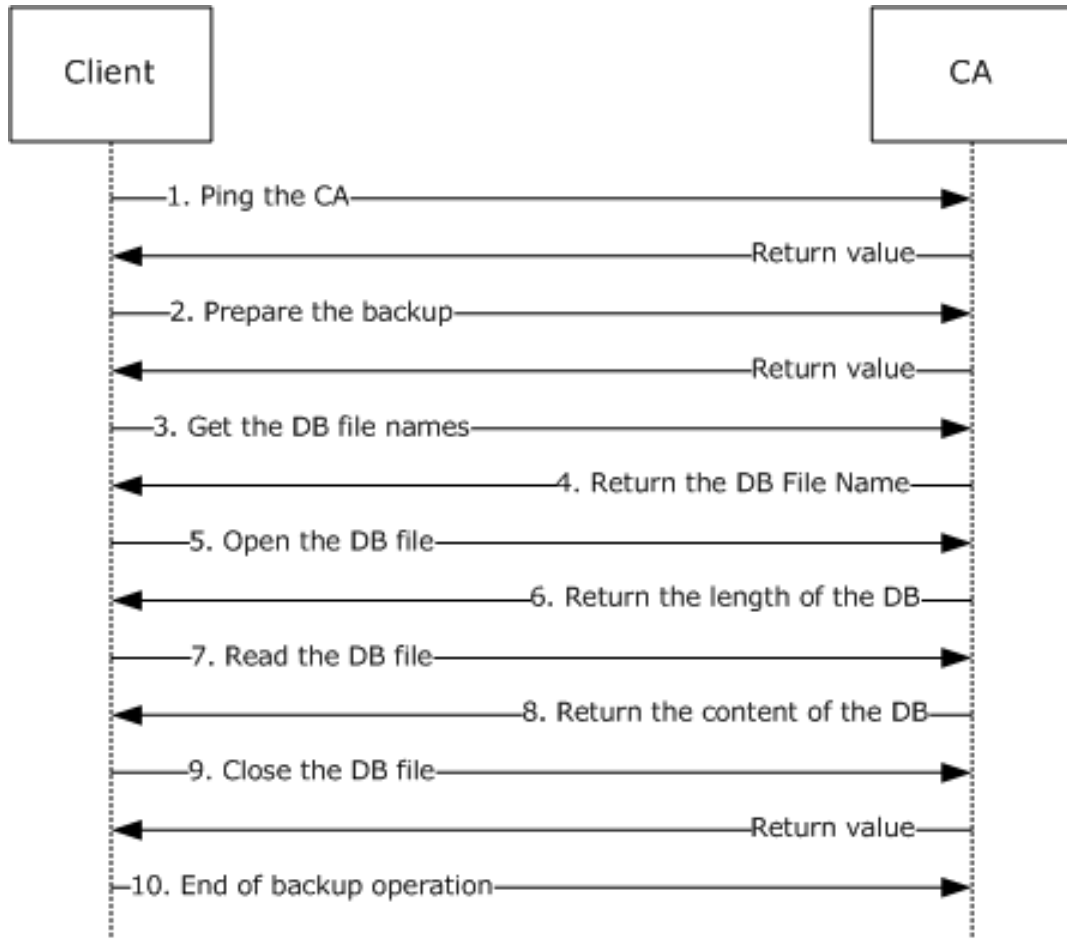 Client
CA
1. Ping the CA
Return value
2. Prepare the backup
Return value
3. Get the DB file names
4. Return the DB File Name
5. Open the DB file
6. Return the length of the DB
7. Read the DB file
8. Return the content of the DB
9. Close the DB file
Return value
10. End of backup operation